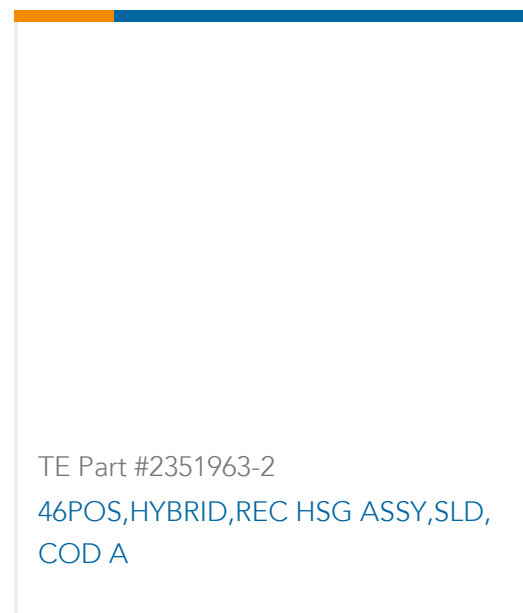 TE Part #2351963-2
46POS,HYBRID,REC HSG ASSY,SLD,
COD A